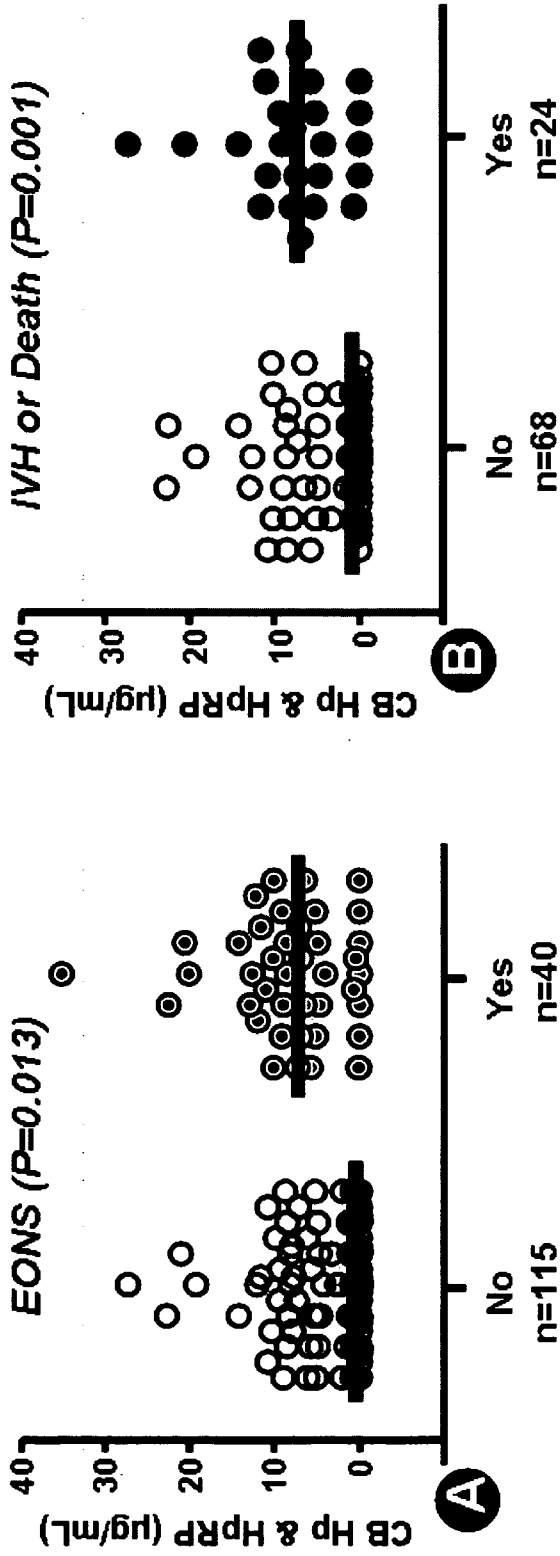 EONS (P=0.013)
CB Hp & HpRP (µg/mL)
40
30
20
10
0
No
Yes
n=115
n=40
A
IVH or Death (P=0.001)
CB Hp & HpRP (µg/mL)
40
30
20
10
0
No
Yes
n=68
n=24
B